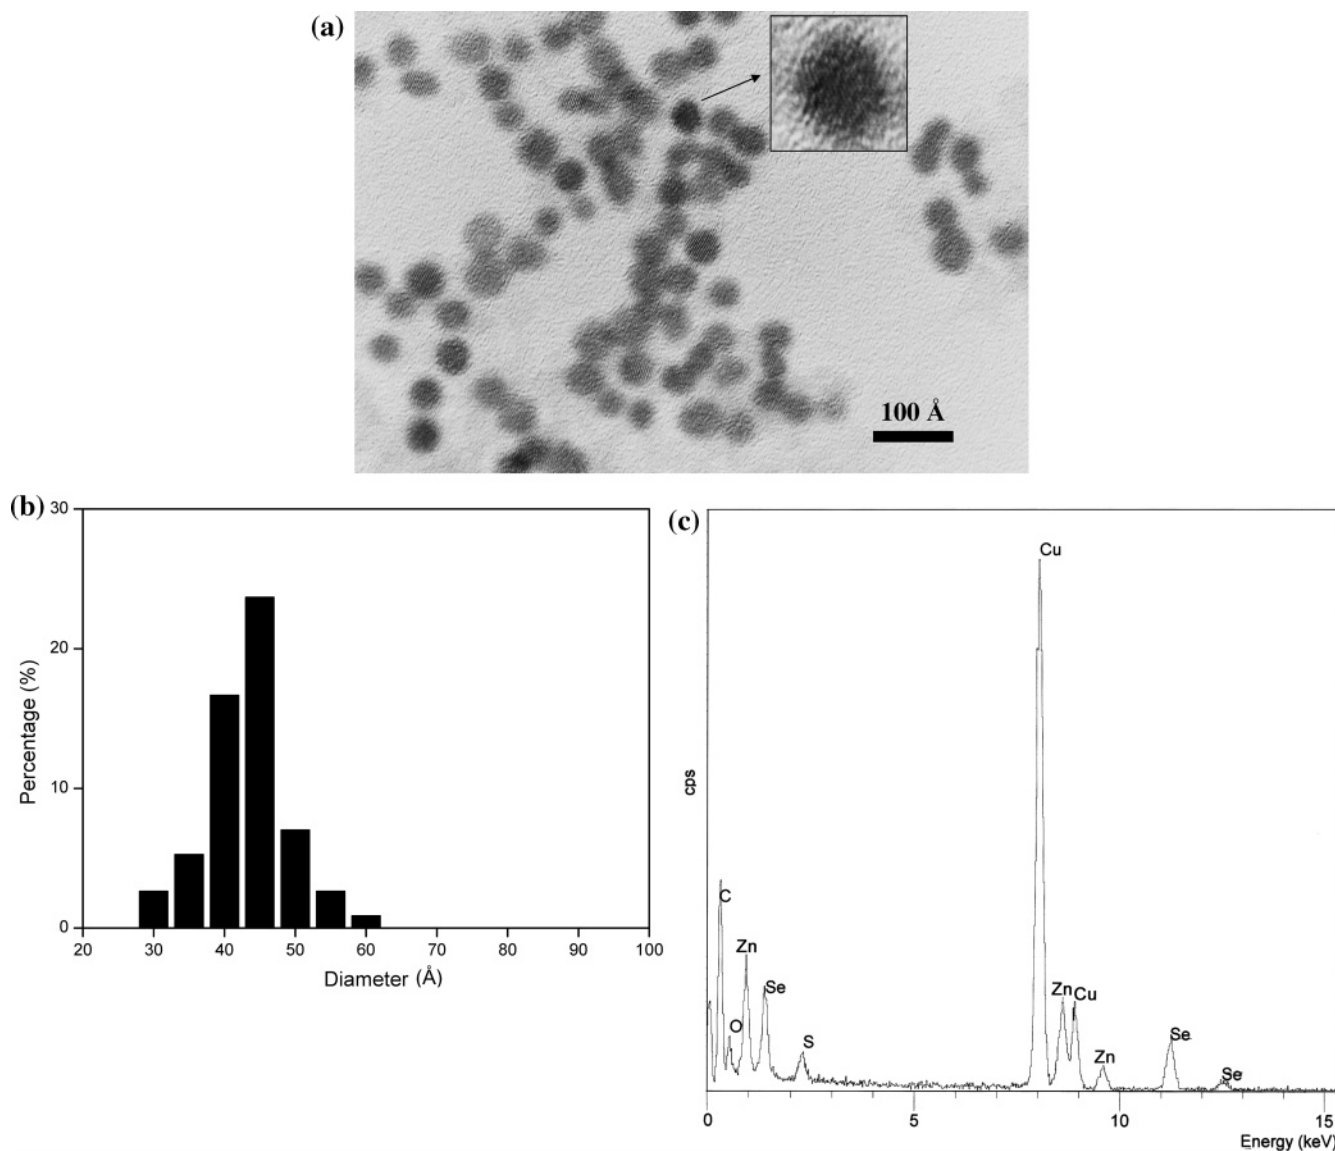 (a)
100 Å
(b)
30
20
10
0
Percentage (%)
20 30 40 50 60 70 80 90 100
Diameter (Å)
(c)
cps
Cu
C
Zn
Se
O
S
Zn
Cu
Zn
Se
Se
0 5 10 15
Energy (keV)